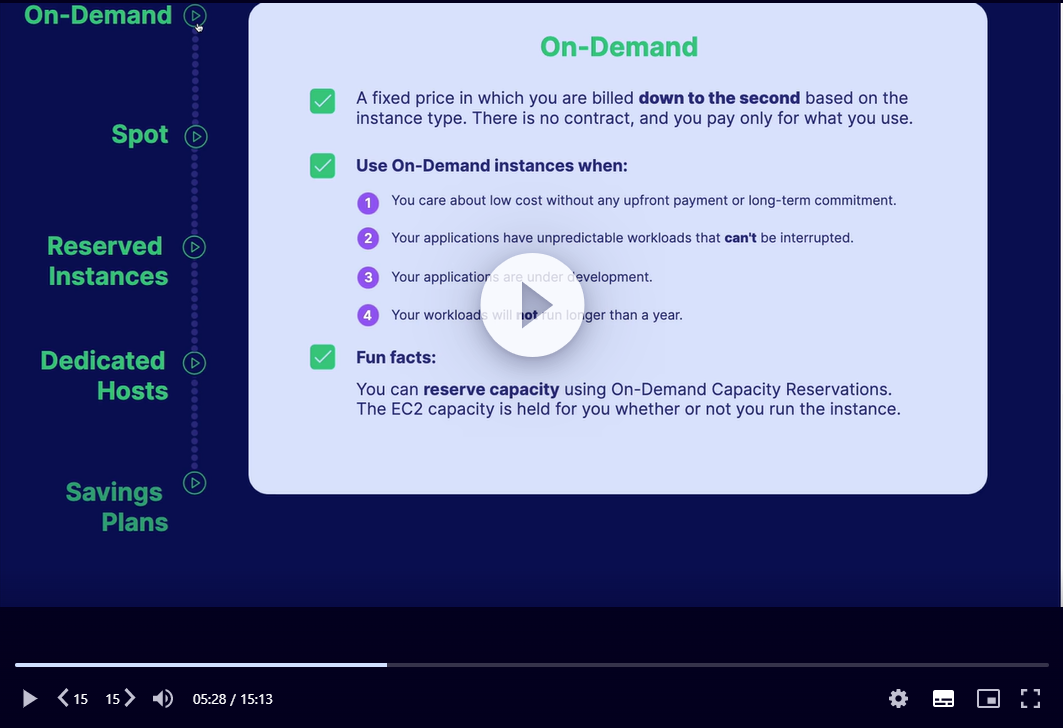 On-Demand
Spot
Reserved
Instances
Dedicated
Hosts
Savings
Plans
On-Demand
A fixed price in which you are billed down to the second based on the
instance type. There is no contract, and you pay only for what you use.
Use On-Demand instances when:
1 You care about low cost without any upfront payment or long-term commitment.
2 Your applications have unpredictable workloads that can't be interrupted.
3 Your applications are under development.
4 Your workloads will not run longer than a year.
Fun facts:
You can reserve capacity using On-Demand Capacity Reservations.
The EC2 capacity is held for you whether or not you run the instance.
15 15 05:28 / 15:13